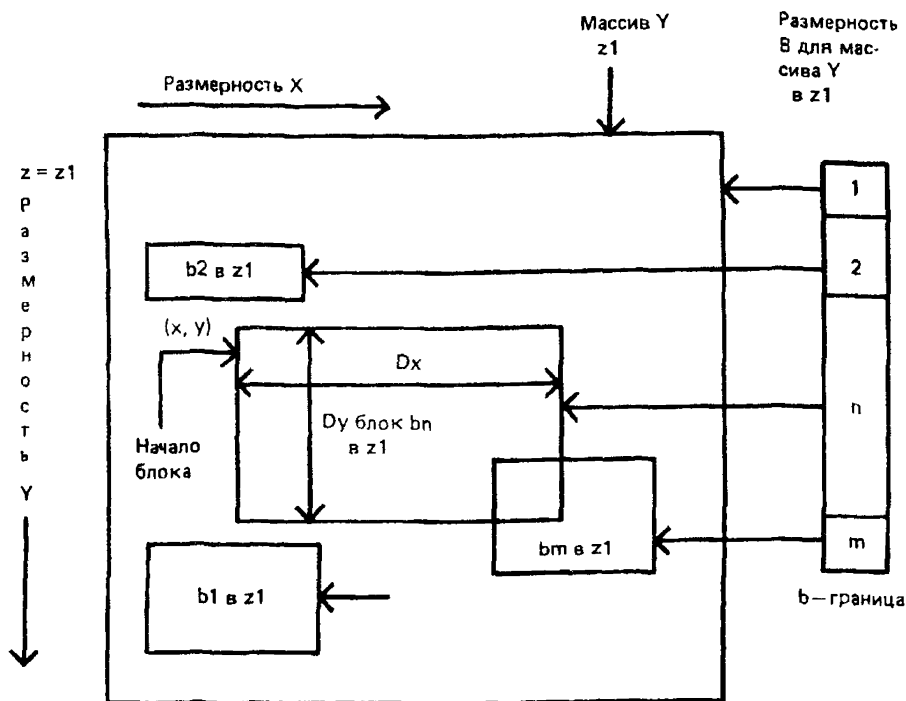 Массив Y
z1
Размерность
B для мас-
сива Y
в z1
Размерность X
z = z1
Размерность Y
1
b2 в z1
2
(x, y)
Dx
n
Dy блок bn
в z1
Начало
блока
bm в z1
m
b1 в z1
b–граница